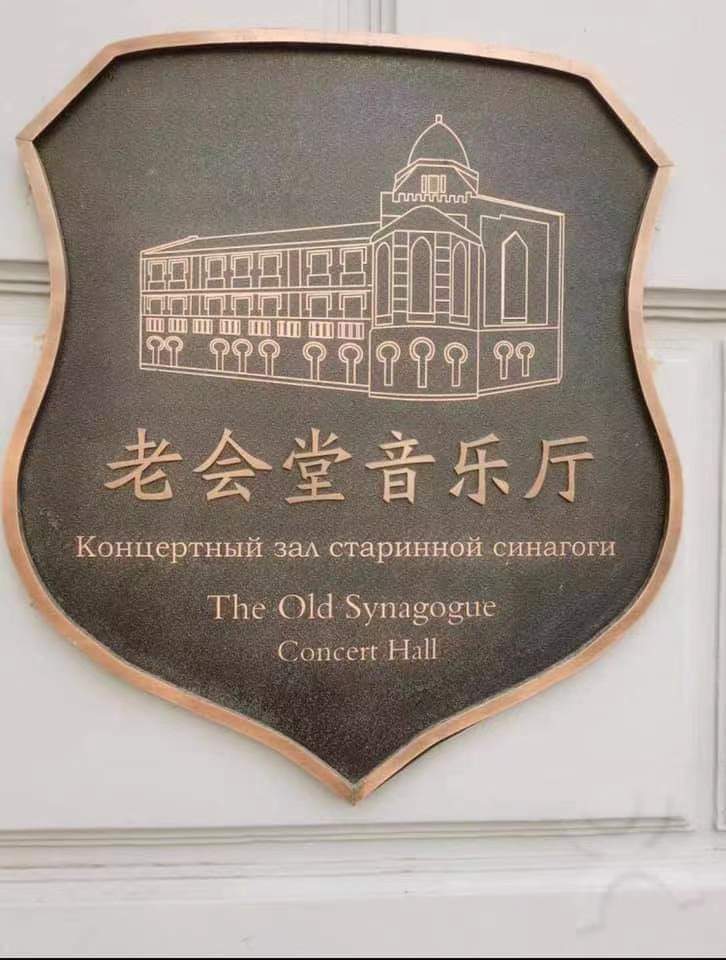 老会堂音乐厅
Концертный зал старинной синагоги
The Old Synagogue
Concert Hall